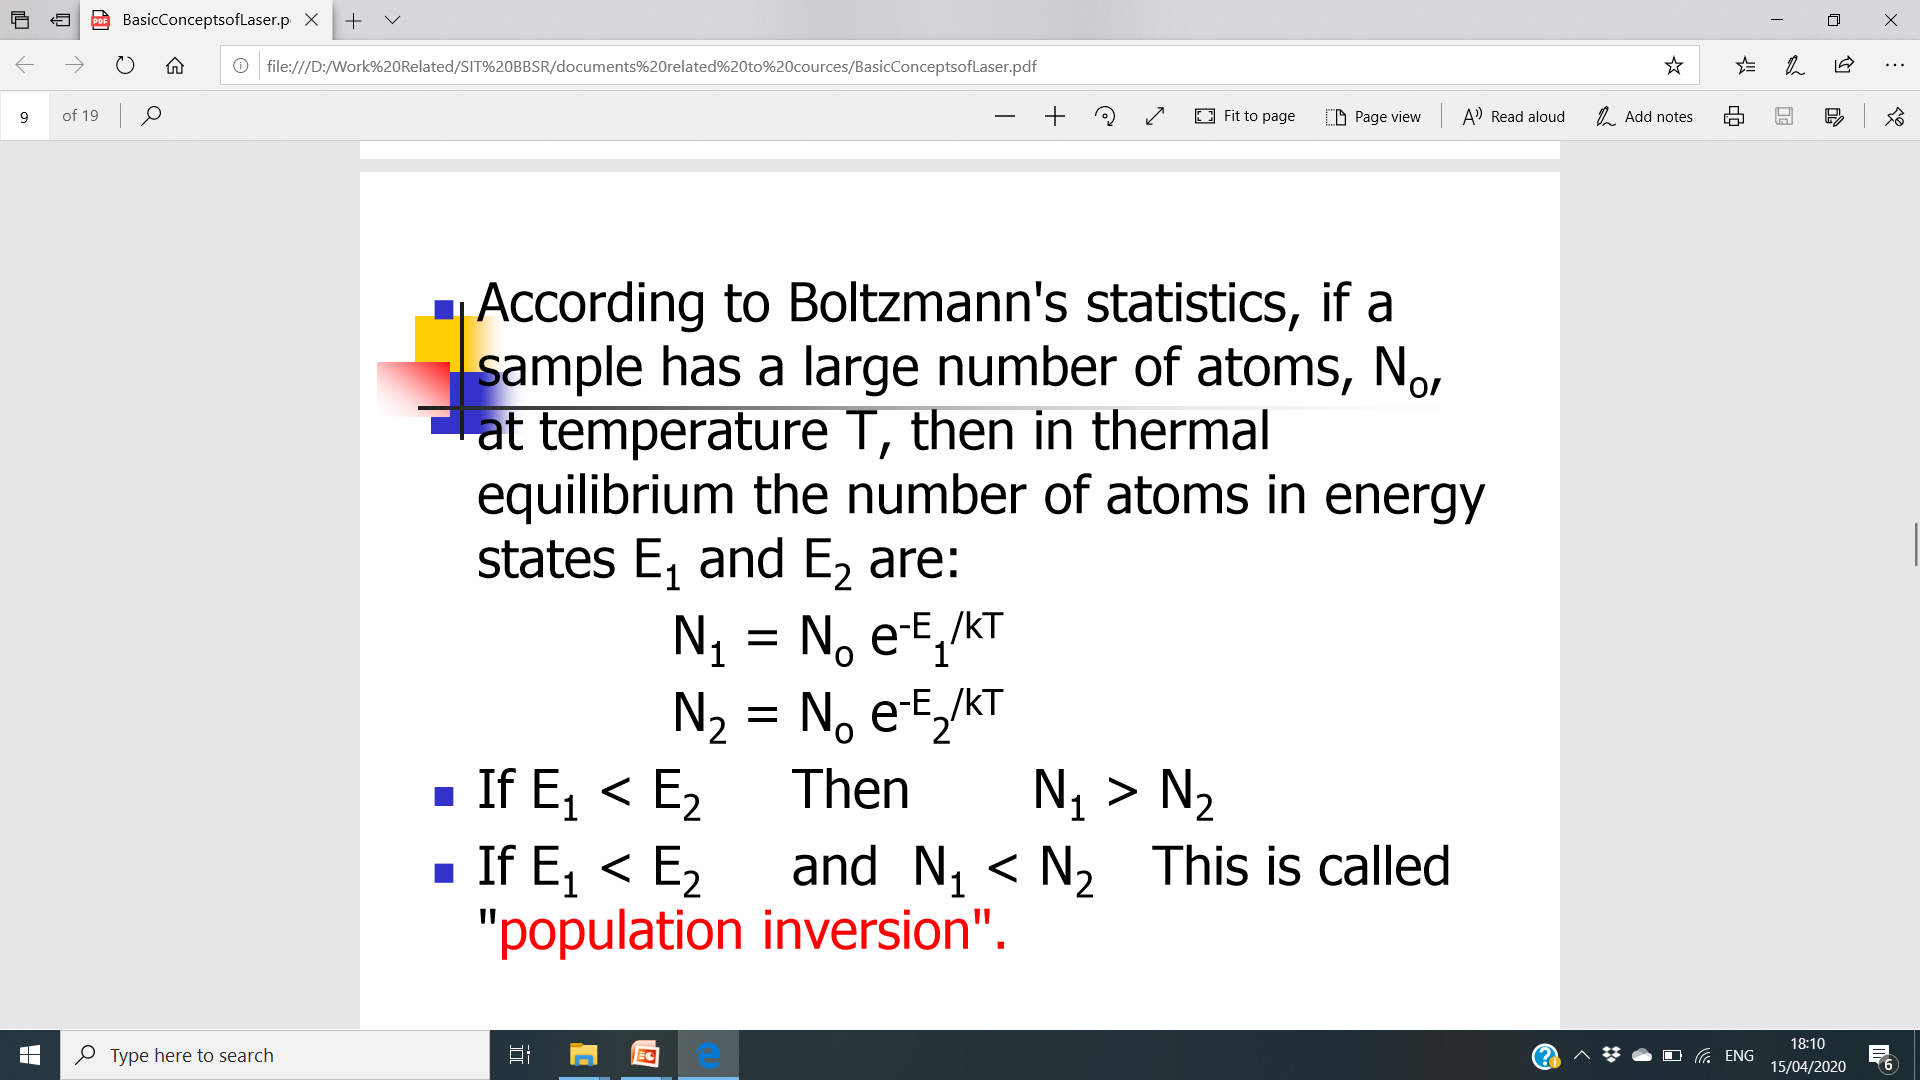 BasicConceptsofLaser.p
file:///D:/Work%20Related/SIT%20BBSR/documents%20related%20to%20cources/BasicConceptsofLaser.pdf
9 of 19 Fit to page Page view Read aloud Add notes
According to Boltzmann's statistics, if a
sample has a large number of atoms, Nₒ,
at temperature T, then in thermal
equilibrium the number of atoms in energy
states E₁ and E₂ are:
N₁ = Nₒ e^-E₁/kT
N₂ = Nₒ e^-E₂/kT
If E₁ < E₂ Then N₁ > N₂
If E₁ < E₂ and N₁ < N₂ This is called
"population inversion".
Type here to search
ENG
18:10
15/04/2020
6